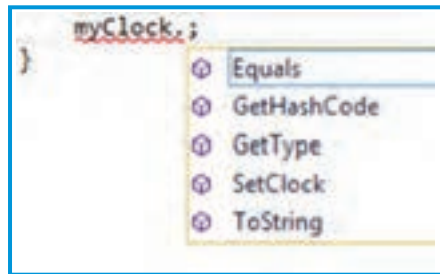 myClock.;
}
Equals
GetHashCode
GetType
SetClock
ToString